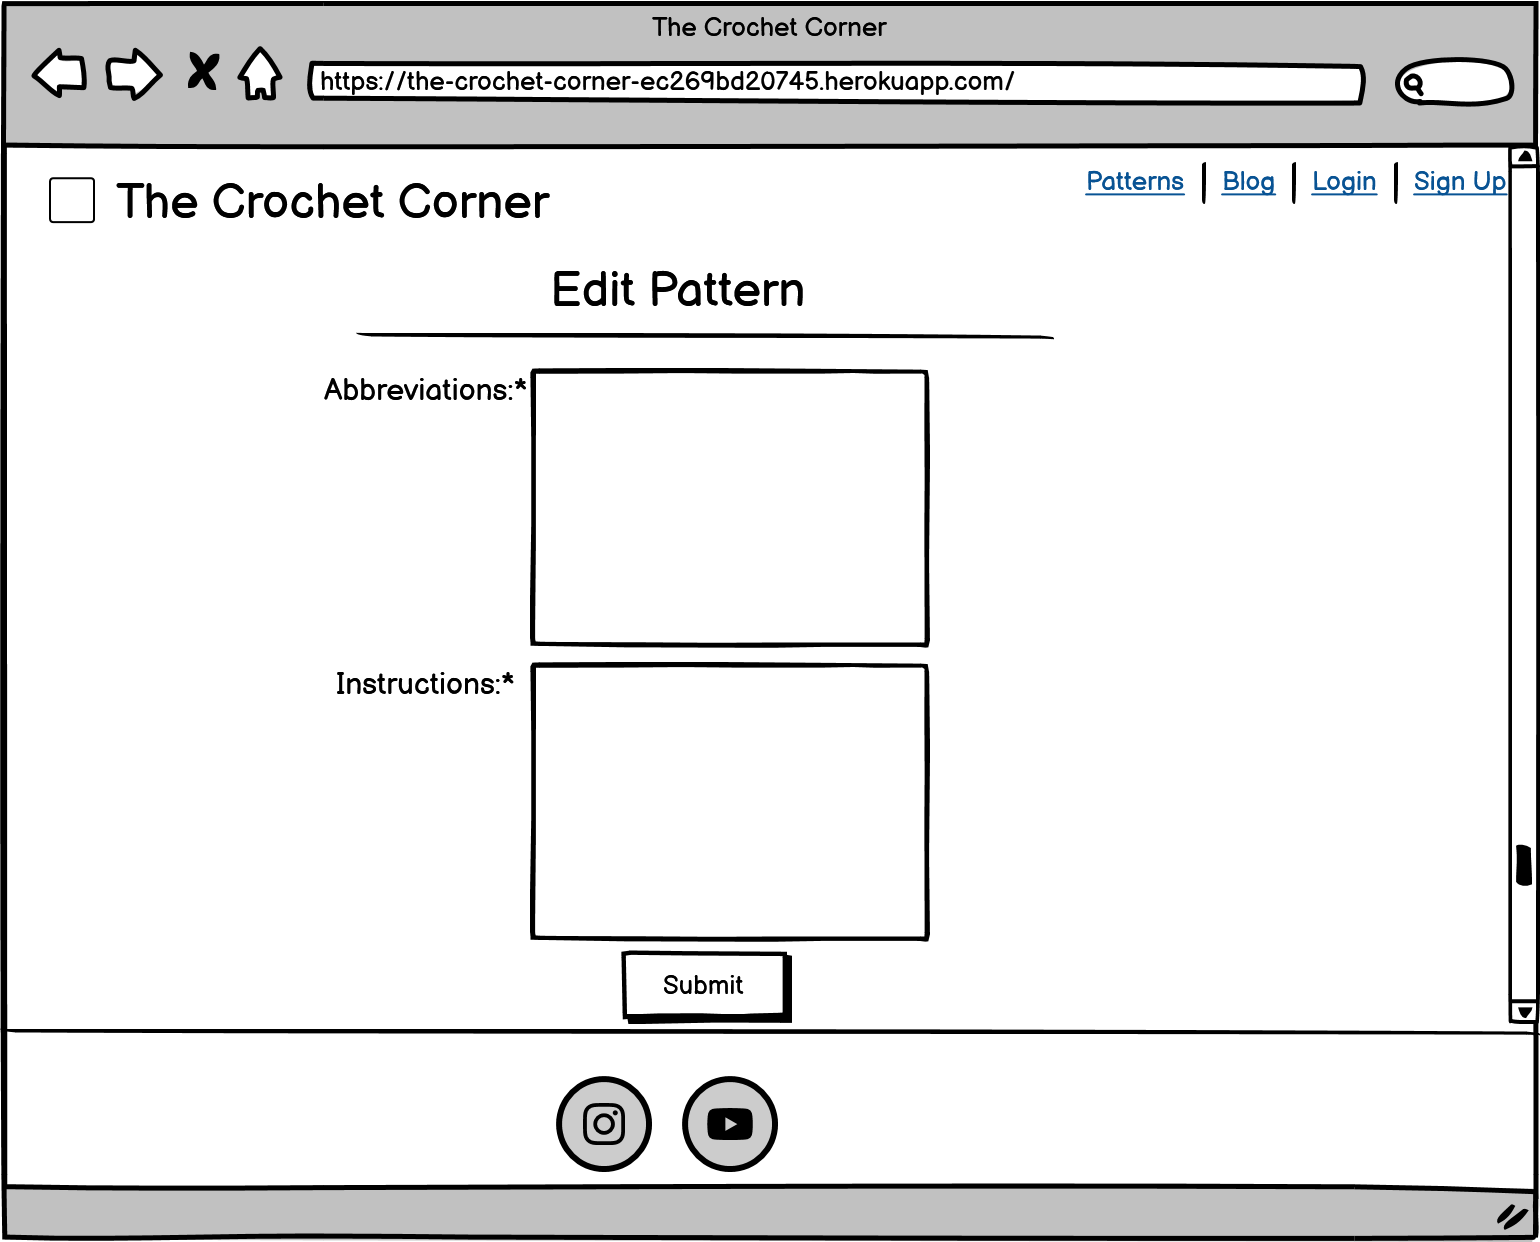 The Crochet Corner
https://the-crochet-corner-ec269bd20745.herokuapp.com/
The Crochet Corner
Patterns Blog Login Sign Up
Edit Pattern
Abbreviations:*
Instructions:*
Submit